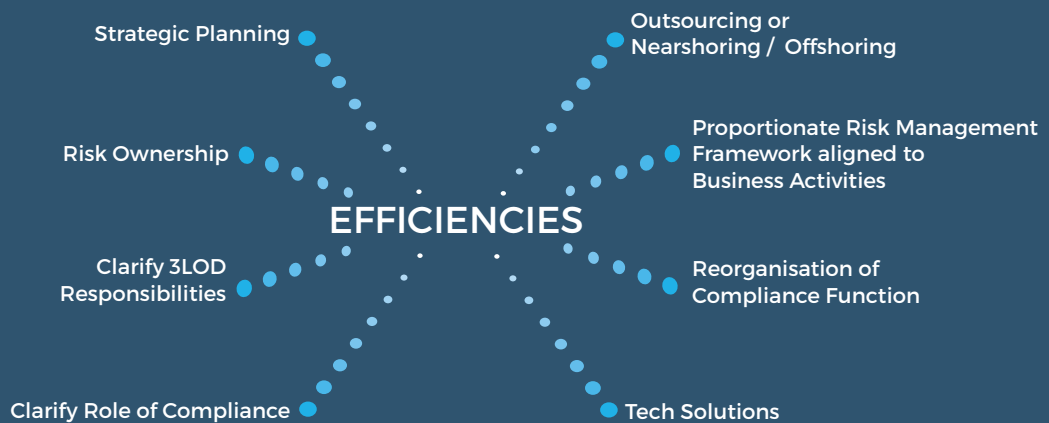 Strategic Planning
Outsourcing or
Nearshoring / Offshoring
Risk Ownership
Proportionate Risk Management
Framework aligned to
Business Activities
EFFICIENCIES
Clarify 3LOD
Responsibilities
Reorganisation of
Compliance Function
Clarify Role of Compliance
Tech Solutions